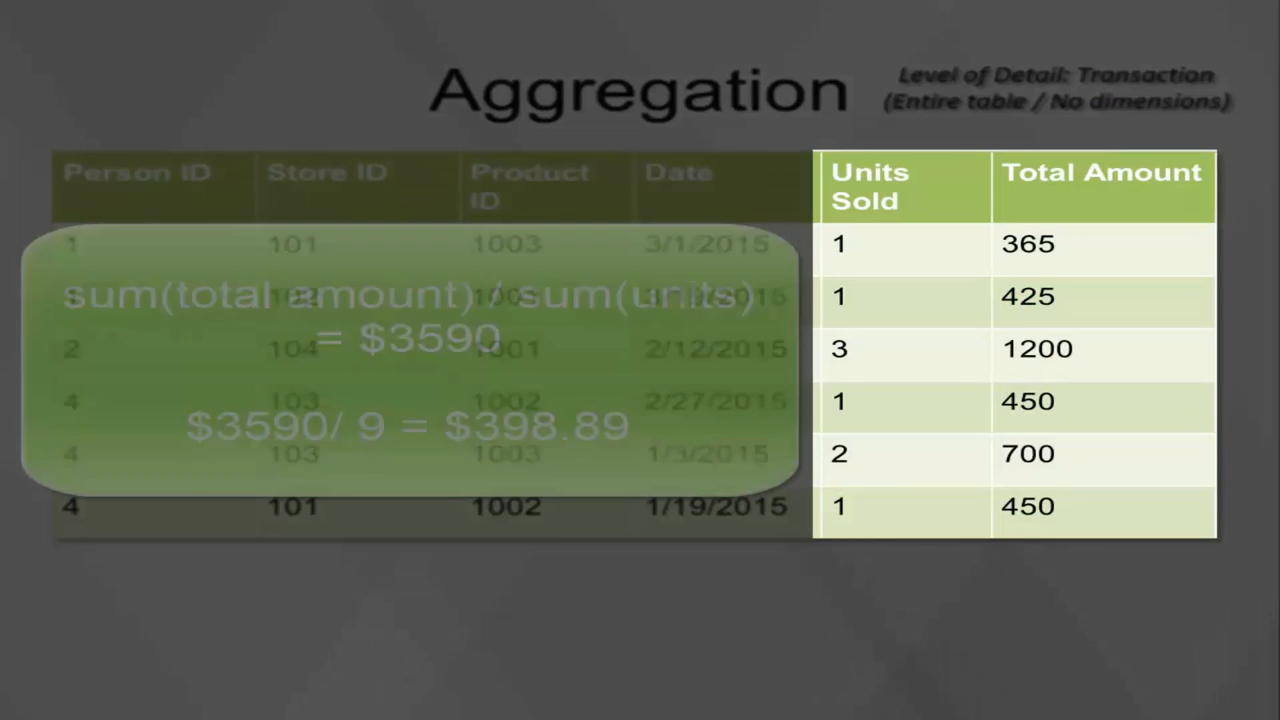 Aggregation
Level of Detail: Transaction
(Entire table / No dimensions)
Person ID Store ID Product ID Date Units Sold Total Amount
1 101 1003 3/1/2015 1 365
1 425
2 104 1001 2/12/2015 3 1200
4 103 1002 2/27/2015 1 450
4 103 1003 1/3/2015 2 700
4 101 1002 1/19/2015 1 450
sum(total amount) / sum(units)
= $3590
$3590/ 9 = $398.89